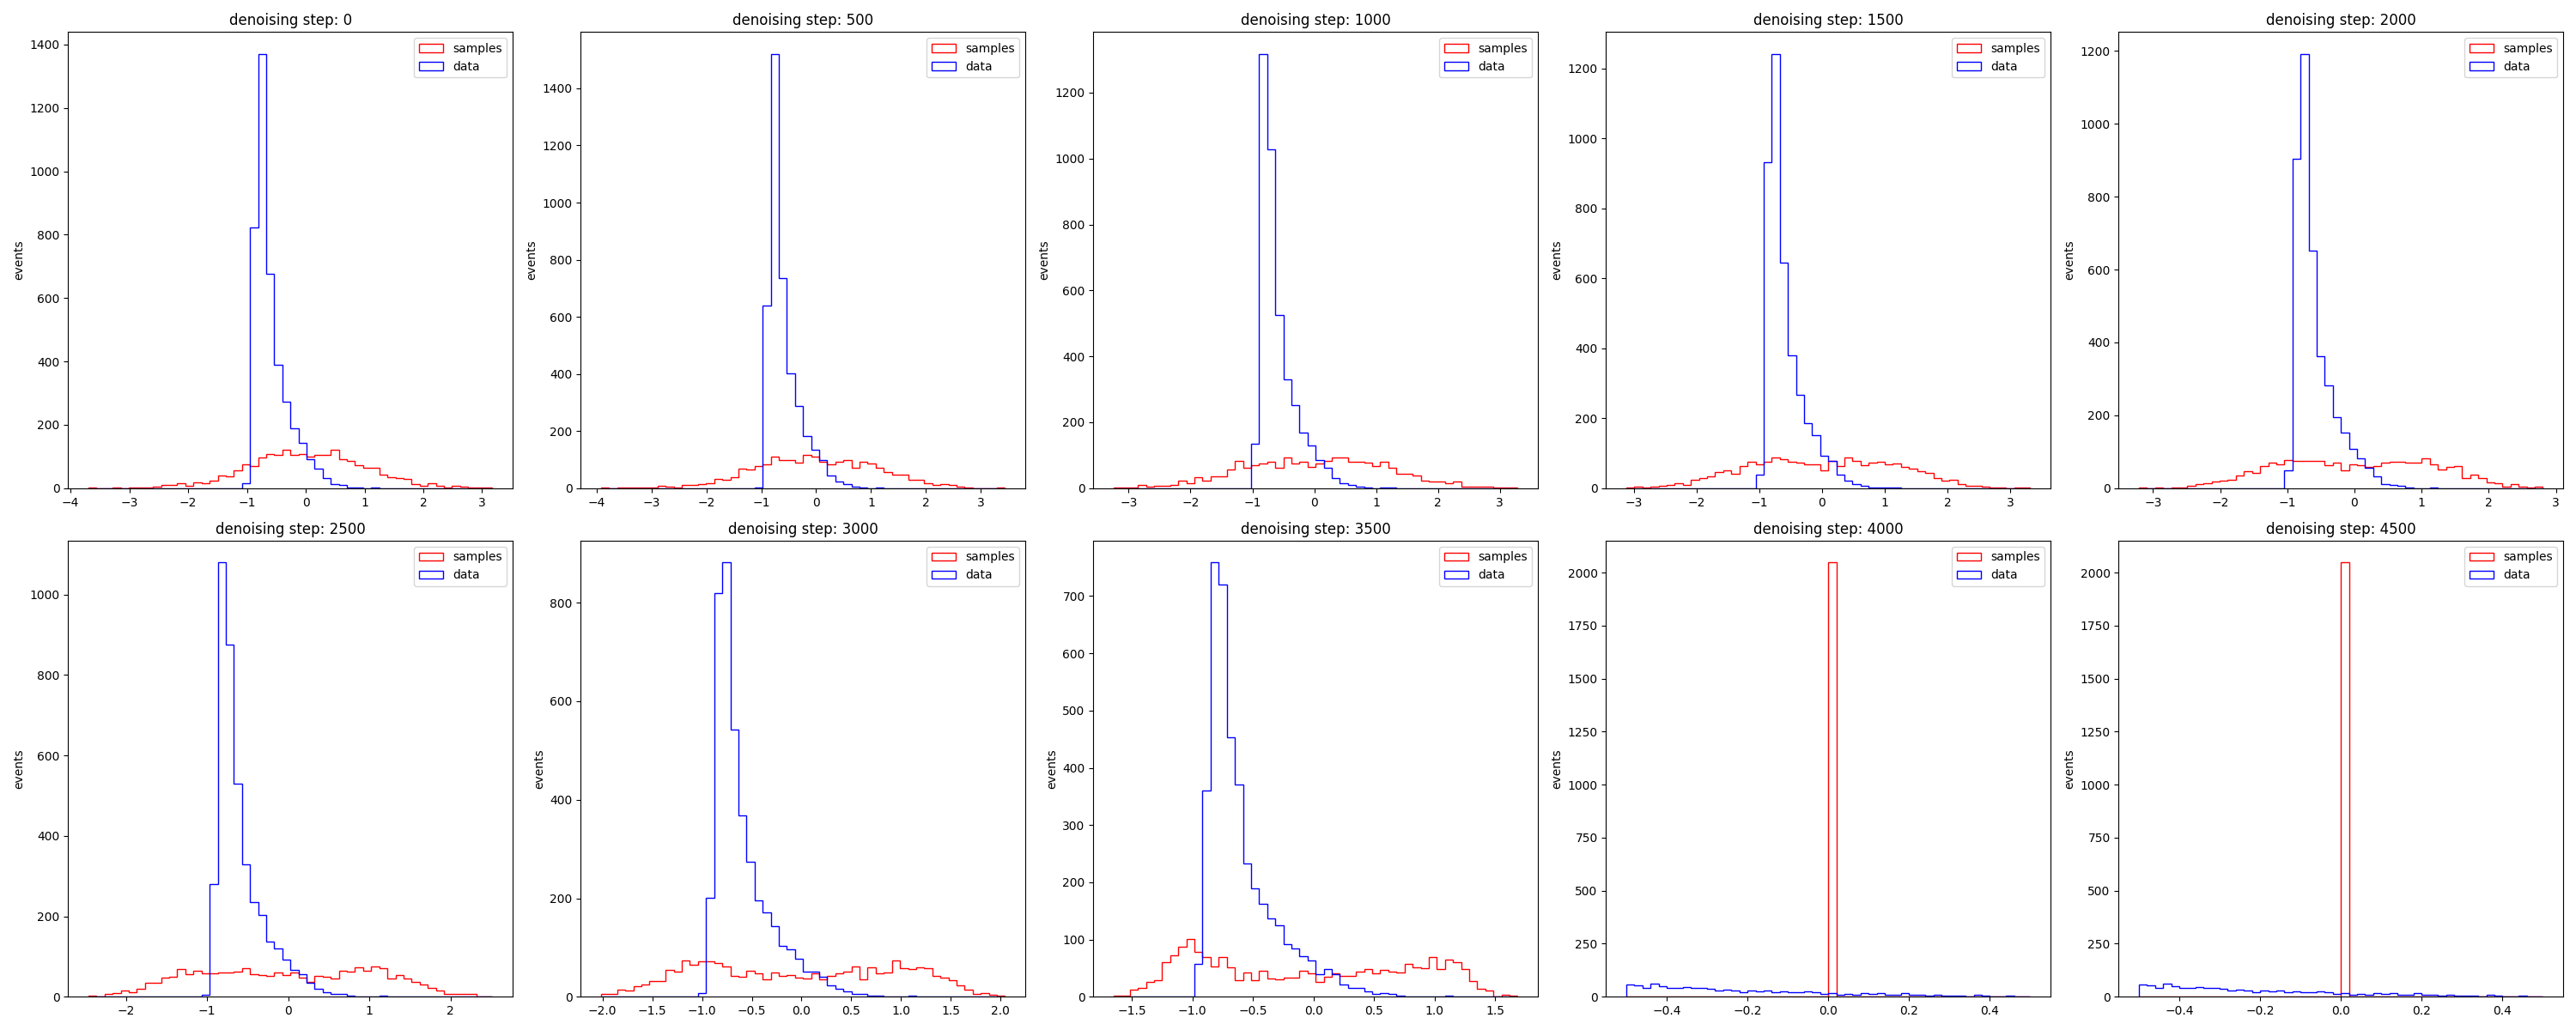 denoising step: 0
1400
1200
1000
800
600
400
200
0
events
samples
data
−4 −3 −2 −1 0 1 2 3
denoising step: 500
1400
1200
1000
800
600
400
200
0
events
samples
data
−4 −3 −2 −1 0 1 2 3
denoising step: 1000
1200
1000
800
600
400
200
0
events
samples
data
−3 −2 −1 0 1 2 3
denoising step: 1500
1200
1000
800
600
400
200
0
events
samples
data
−3 −2 −1 0 1 2 3
denoising step: 2000
1200
1000
800
600
400
200
0
events
samples
data
−3 −2 −1 0 1 2 3
denoising step: 2500
1000
800
600
400
200
0
events
samples
data
−2 −1 0 1 2
denoising step: 3000
800
600
400
200
0
events
samples
data
−2.0 −1.5 −1.0 −0.5 0.0 0.5 1.0 1.5 2.0
denoising step: 3500
700
600
500
400
300
200
100
0
events
samples
data
−1.5 −1.0 −0.5 0.0 0.5 1.0 1.5
denoising step: 4000
2000
1750
1500
1250
1000
750
500
250
0
events
samples
data
−0.4 −0.2 0.0 0.2 0.4
denoising step: 4500
2000
1750
1500
1250
1000
750
500
250
0
events
samples
data
−0.4 −0.2 0.0 0.2 0.4